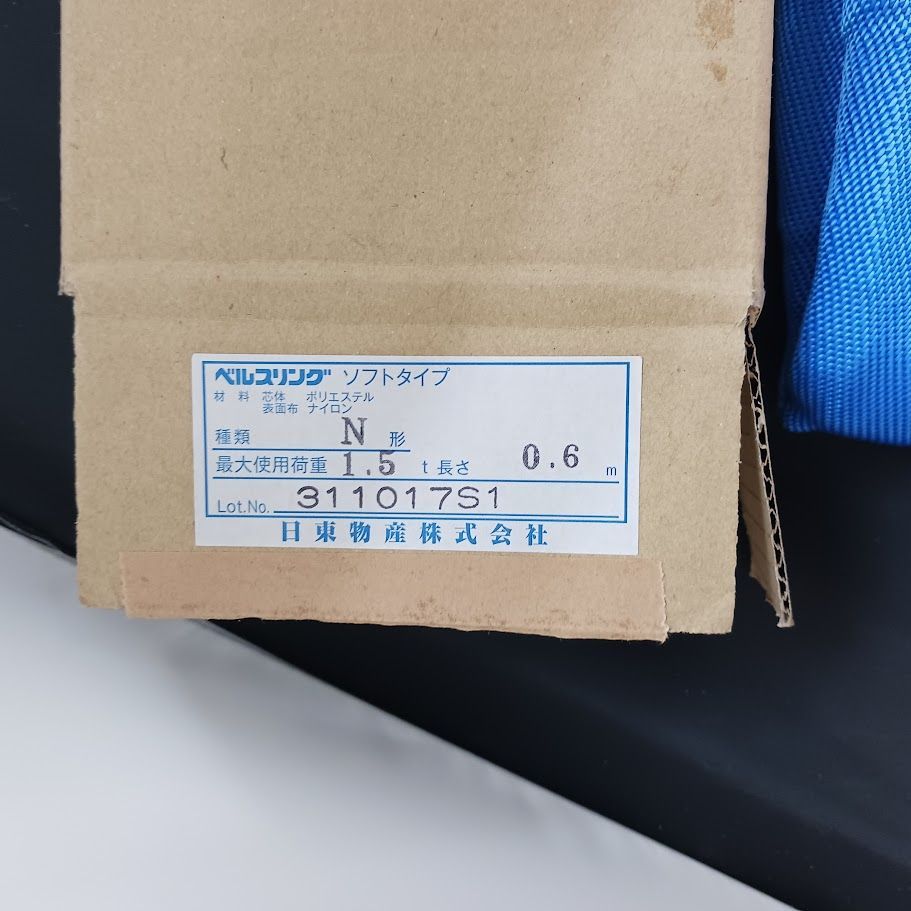 ベルスリング ソフトタイプ
材 料 芯体 ポリエステル
表面布 ナイロン
種類 N 形
最大使用荷重 1.5 t 長さ 0.6 m
Lot.No. 311017S1
日東物産株式会社